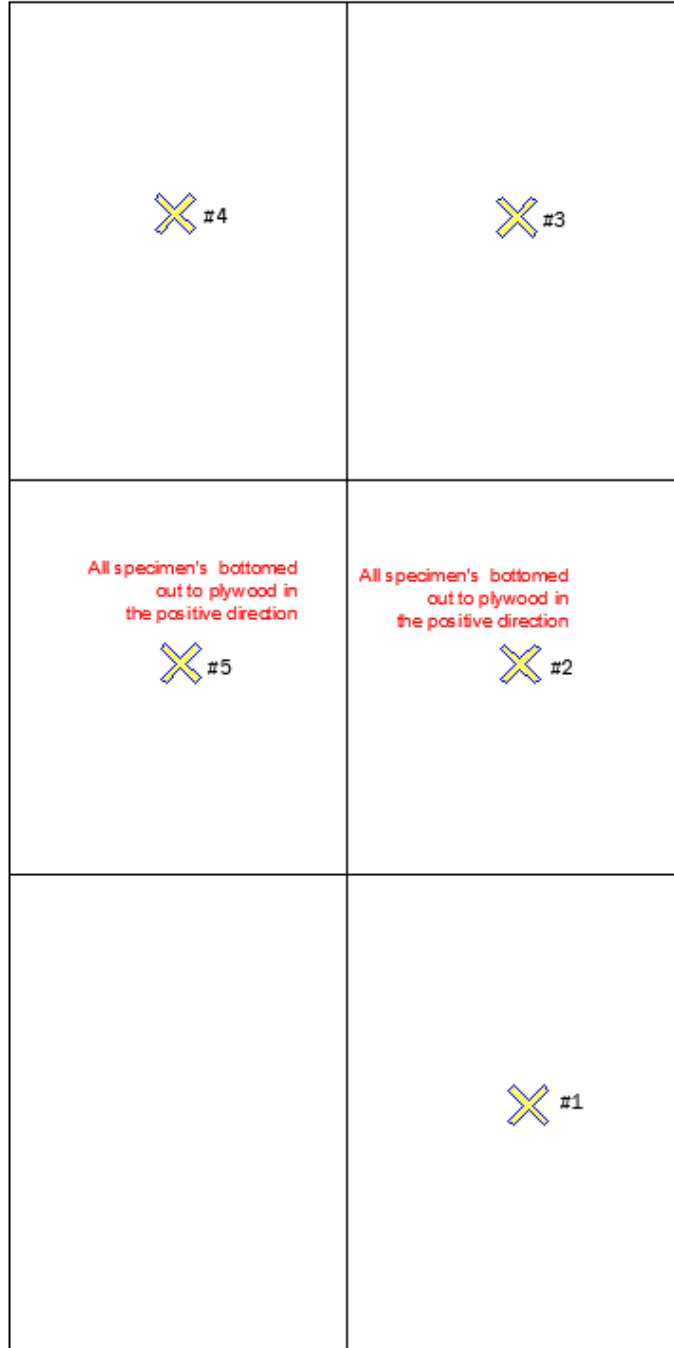 #4
#3
All specimen's bottomed
out to plywood in
the positive direction
#5
All specimen's bottomed
out to plywood in
the positive direction
#2
#1